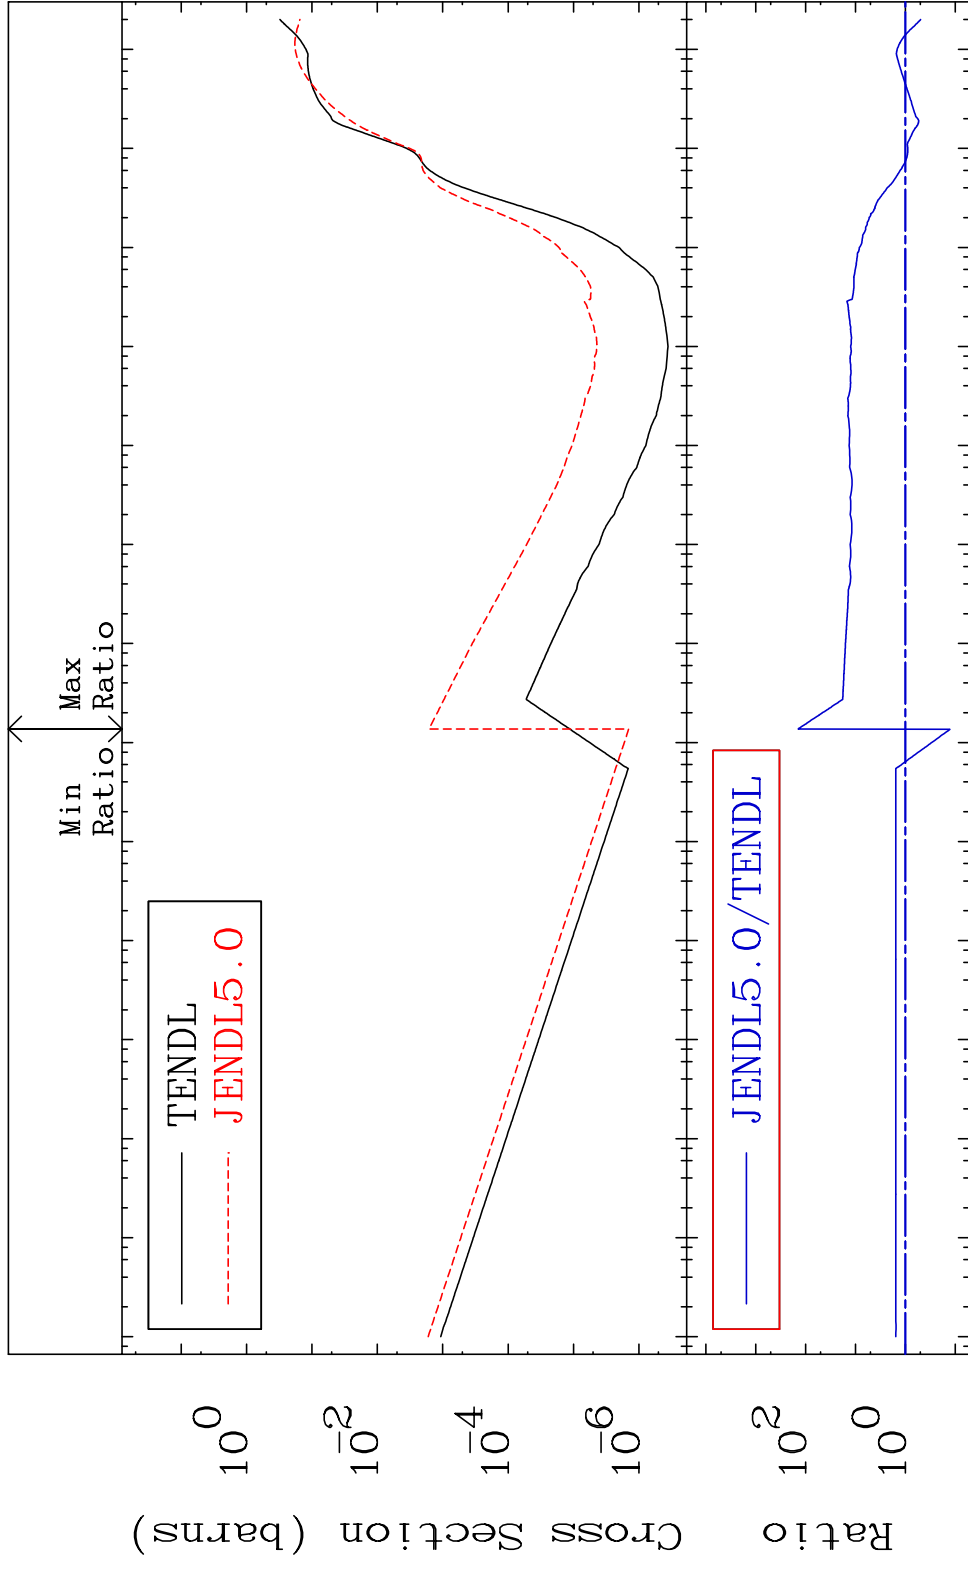 Min Max
Ratio Ratio
TENDL
JENDL5.0
JENDL5.0/TENDL
10 0
10 -2
10 -4
10 -6
Cross Section (barns)
10 2
10 0
Ratio